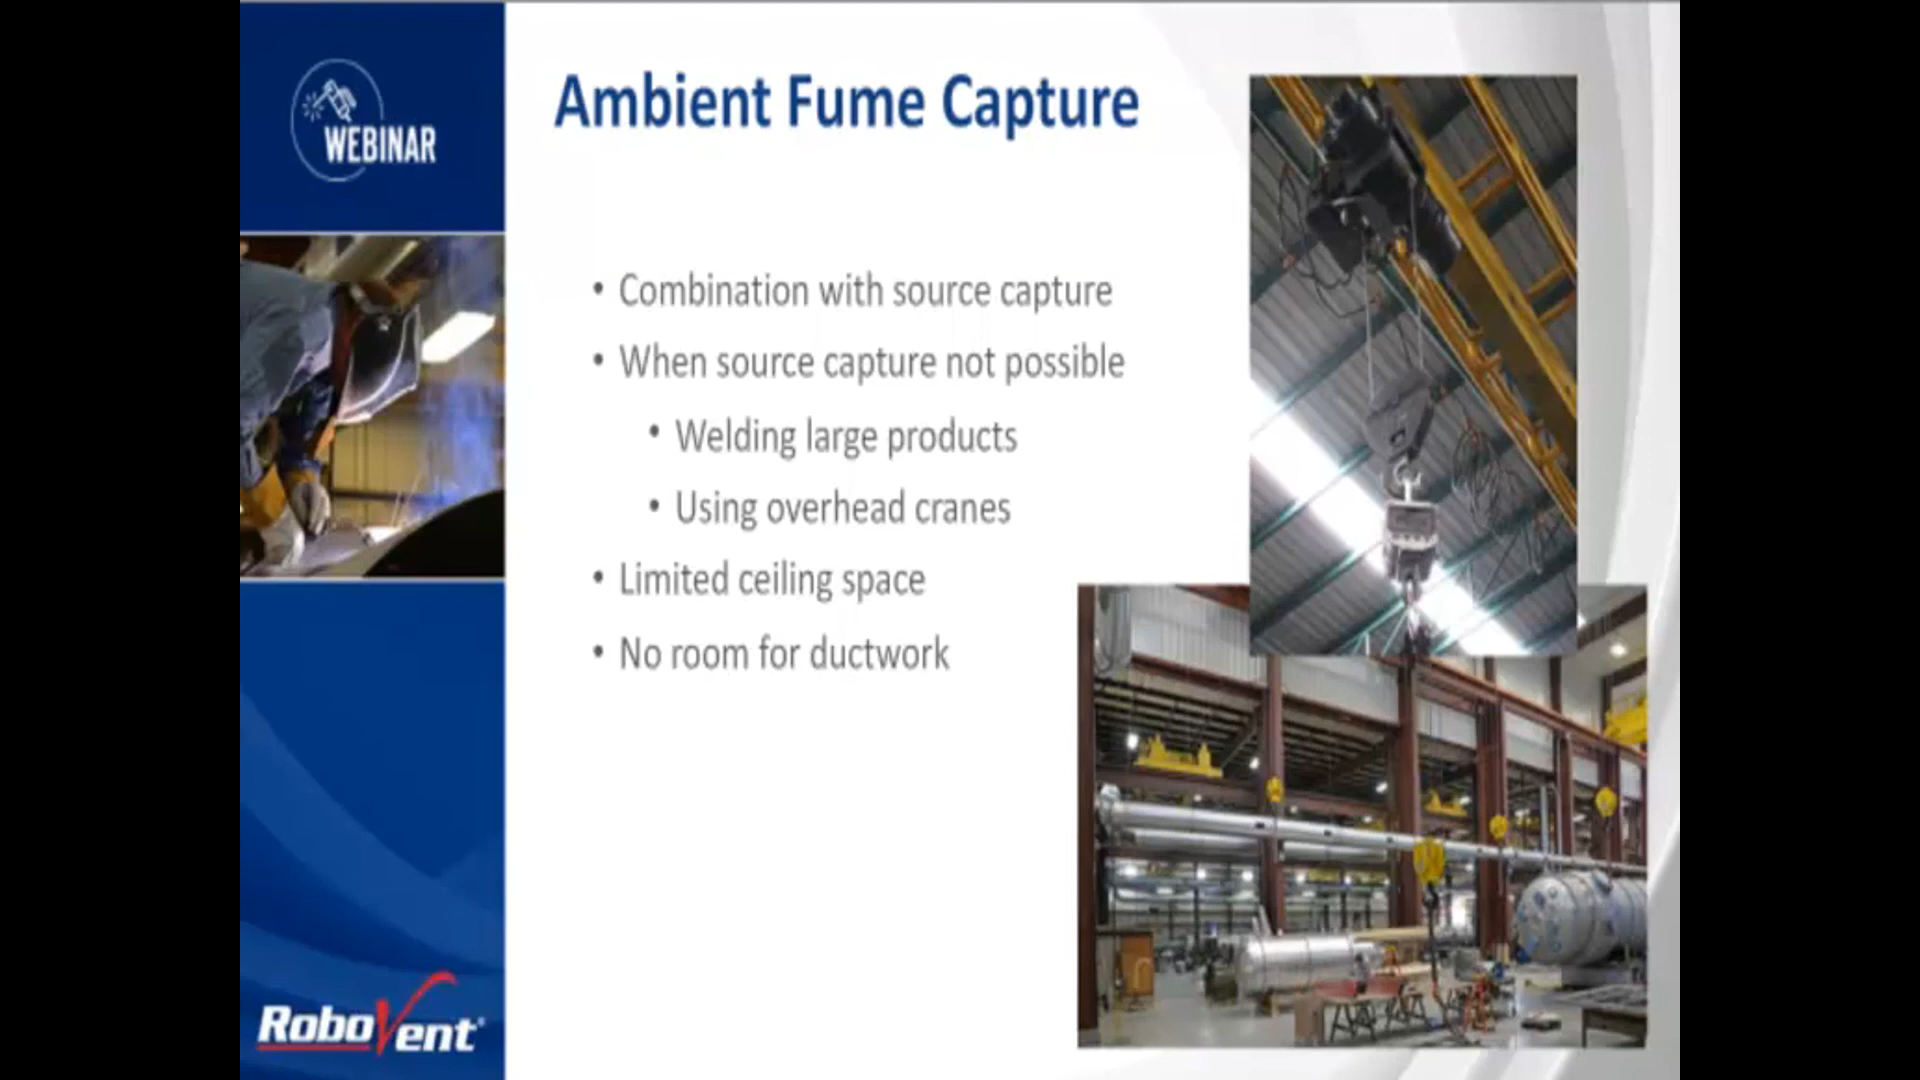 WEBINAR
Ambient Fume Capture
• Combination with source capture
• When source capture not possible
• Welding large products
• Using overhead cranes
• Limited ceiling space
• No room for ductwork
RoboVent